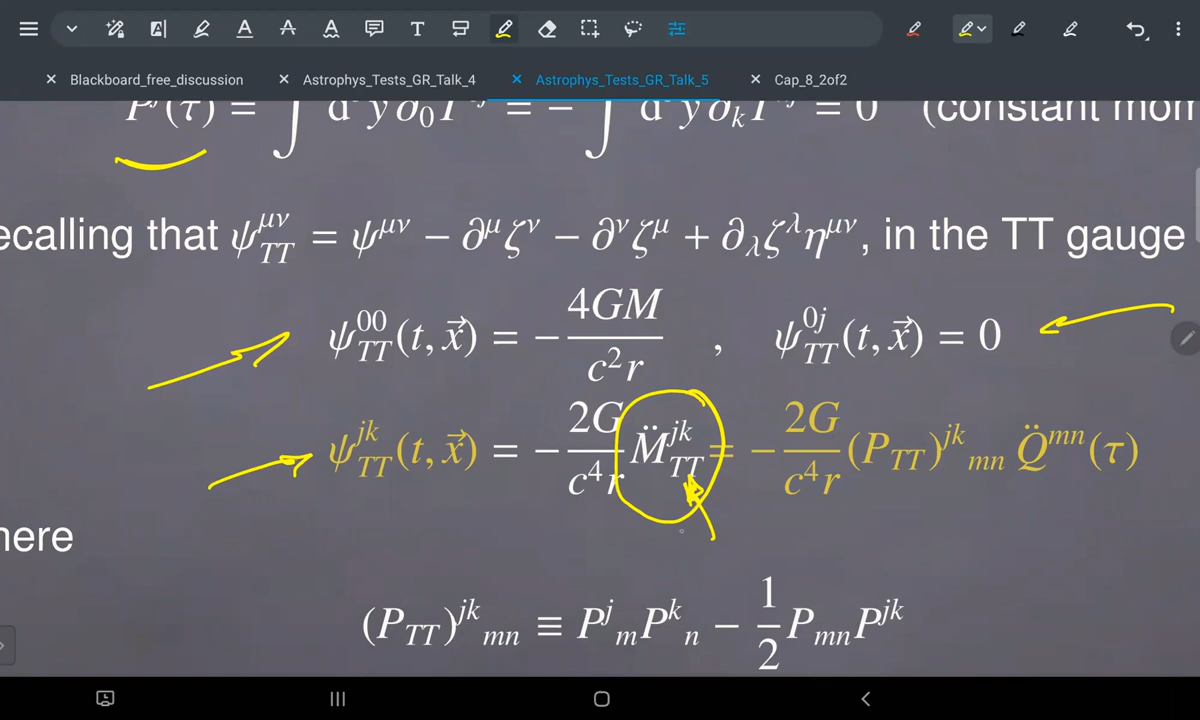 Blackboard_free_discussion Astrophys_Tests_GR_Talk_4 Astrophys_Tests_GR_Talk_5 Cap_8_2of2
(τ) = ∫ = − ∫ = 0 (constant mom
ecalling that ψ^{μν}_{TT} = ψ^{μν} − ∂^μ ζ^ν − ∂^ν ζ^μ + ∂_λ ζ^λ η^{μν}, in the TT gauge
ψ^{00}_{TT}(t, x⃗) = − 4GM / c²r , ψ^{0j}_{TT}(t, x⃗) = 0
ψ^{jk}_{TT}(t, x⃗) = − 2G / c⁴r M̈^{jk}_{TT} = − 2G / c⁴r (P_{TT})^{jk}_{mn} Q̈^{mn}(τ)
here
(P_{TT})^{jk}_{mn} ≡ P^j_m P^k_n − 1/2 P_{mn} P^{jk}